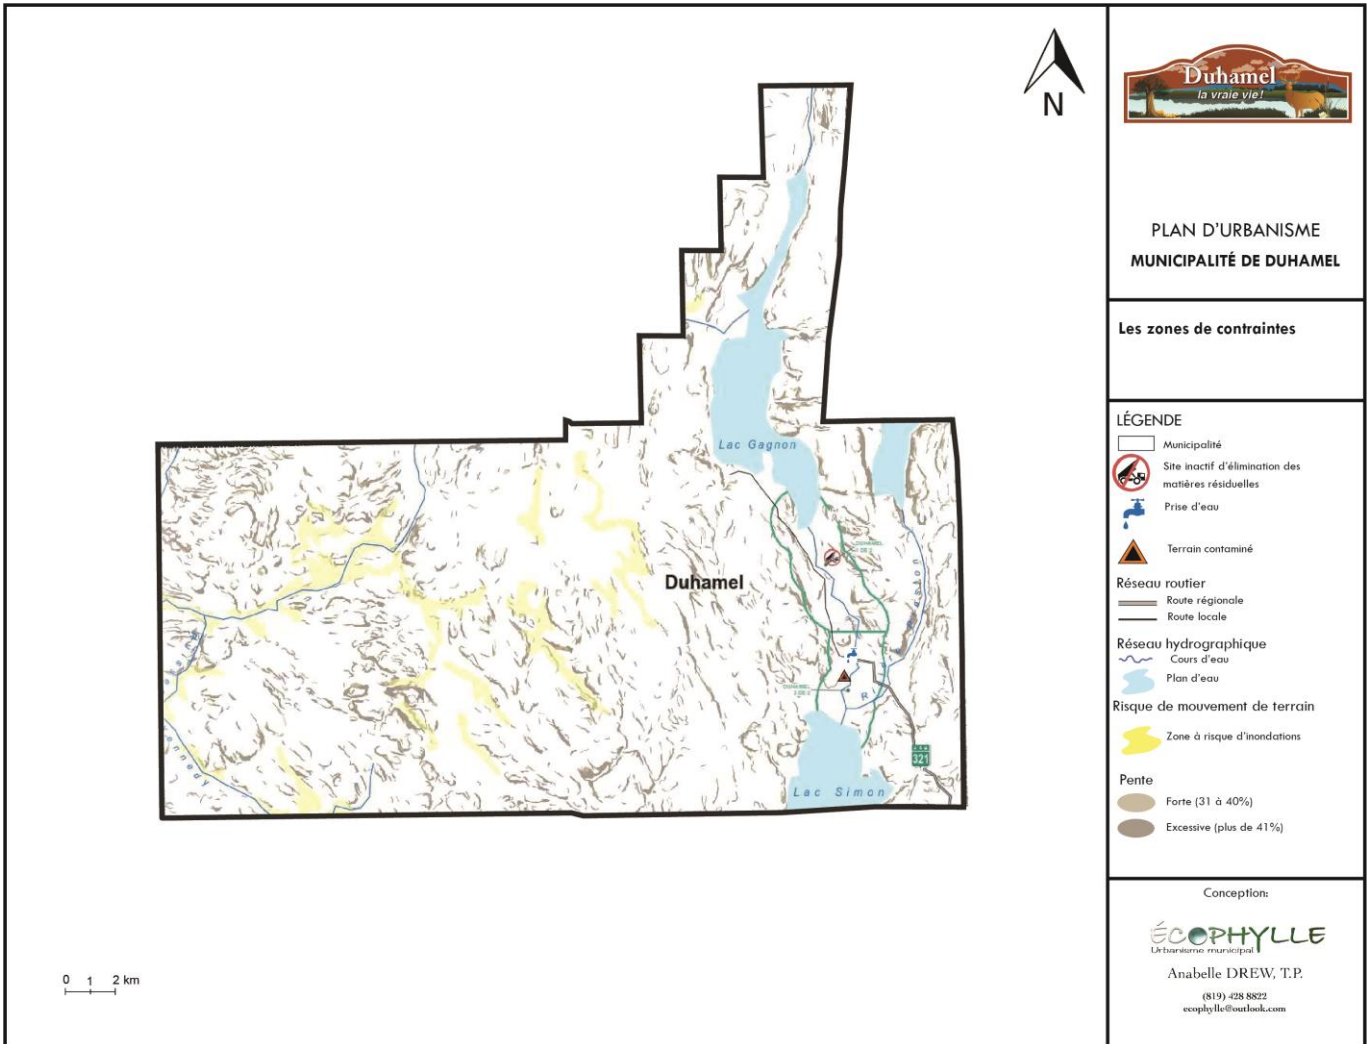 N
Lac Gagnon
Duhamel
DUHAMEL
321
Lac Simon
0 1 2 km
Duhamel
la vraie vie!
PLAN D'URBANISME
MUNICIPALITÉ DE DUHAMEL
Les zones de contraintes
LÉGENDE
Municipalité
Site inactif d'élimination des
matières résiduelles
Prise d'eau
Terrain contaminé
Réseau routier
Route régionale
Route locale
Réseau hydrographique
Cours d'eau
Plan d'eau
Risque de mouvement de terrain
Zone à risque d'inondations
Pente
Forte (31 à 40%)
Excessive (plus de 41%)
Conception:
ÉCOPHYLLE
Urbanisme municipal
Anabelle DREW, T.P.
(819) 428 8822
ecophylle@outlook.com